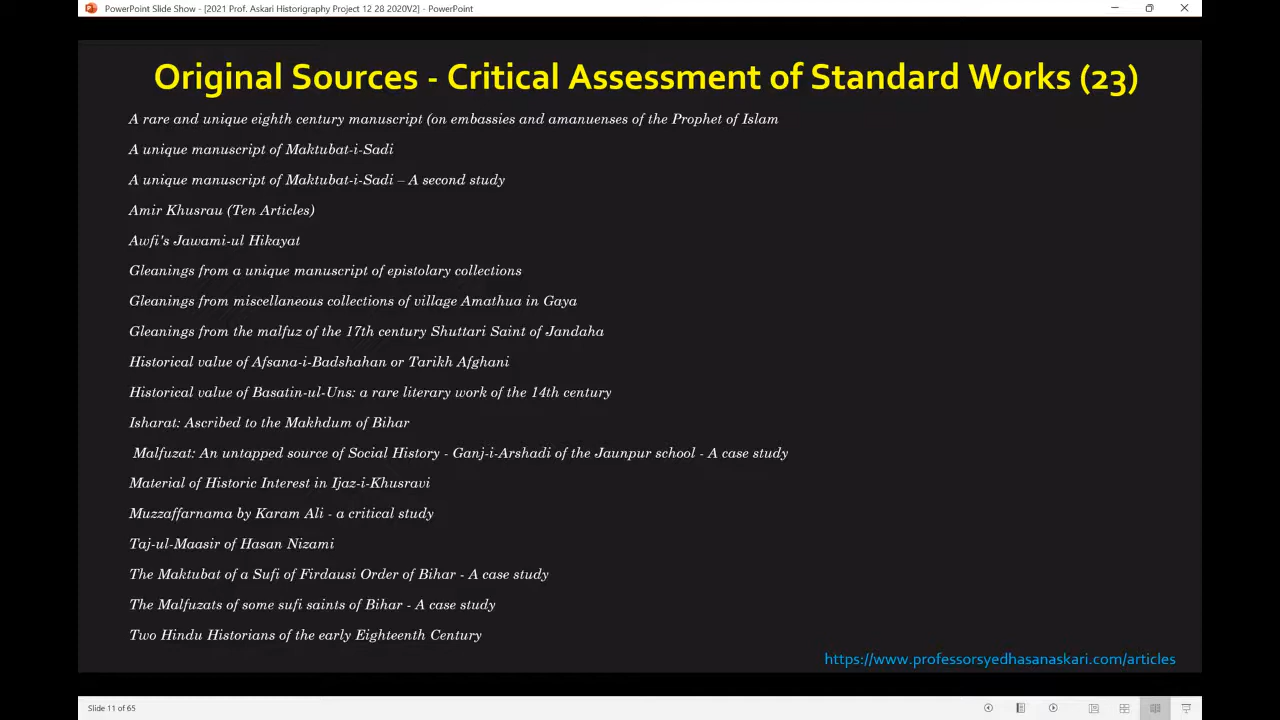 PowerPoint Slide Show - [2021 Prof. Askari Historigraphy Project 12 28 2020V2] - PowerPoint
Original Sources - Critical Assessment of Standard Works (23)
A rare and unique eighth century manuscript (on embassies and amanuenses of the Prophet of Islam
A unique manuscript of Maktubat-i-Sadi
A unique manuscript of Maktubat-i-Sadi – A second study
Amir Khusrau (Ten Articles)
Awfi's Jawami-ul Hikayat
Gleanings from a unique manuscript of epistolary collections
Gleanings from miscellaneous collections of village Amathua in Gaya
Gleanings from the malfuz of the 17th century Shuttari Saint of Jandaha
Historical value of Afsana-i-Badshahan or Tarikh Afghani
Historical value of Basatin-ul-Uns: a rare literary work of the 14th century
Isharat: Ascribed to the Makhdum of Bihar
Malfuzat: An untapped source of Social History - Ganj-i-Arshadi of the Jaunpur school - A case study
Material of Historic Interest in Ijaz-i-Khusravi
Muzzaffarnama by Karam Ali - a critical study
Taj-ul-Maasir of Hasan Nizami
The Maktubat of a Sufi of Firdausi Order of Bihar - A case study
The Malfuzats of some sufi saints of Bihar - A case study
Two Hindu Historians of the early Eighteenth Century
https://www.professorsyedhasanaskari.com/articles
Slide 11 of 65